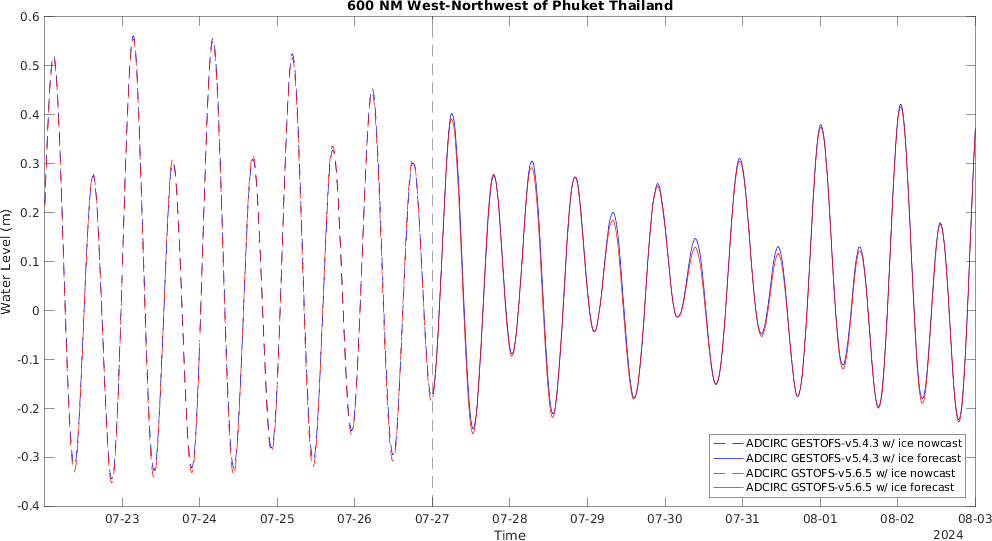 600 NM West-Northwest of Phuket Thailand
0.6
0.5
0.4
0.3
0.2
0.1
0
-0.1
-0.2
-0.3
-0.4
Water Level (m)
ADCIRC GESTOFS-v5.4.3 w/ ice nowcast
ADCIRC GESTOFS-v5.4.3 w/ ice forecast
ADCIRC GSTOFS-v5.6.5 w/ ice nowcast
ADCIRC GSTOFS-v5.6.5 w/ ice forecast
07-23 07-24 07-25 07-26 07-27 07-28 07-29 07-30 07-31 08-01 08-02 08-03
Time
2024